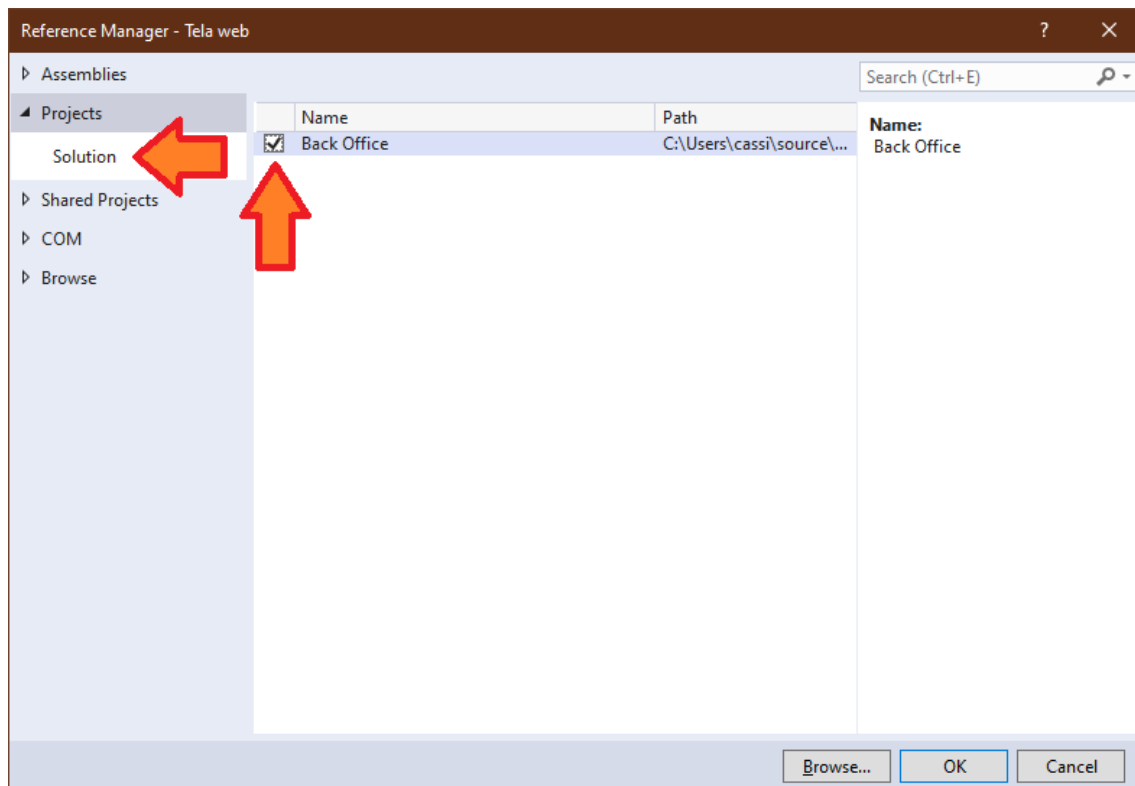 Reference Manager - Tela web
?
Assemblies
Search (Ctrl+E)
Projects
Name
Path
Name:
Back Office
C:\Users\cassi\source\...
Back Office
Solution
Shared Projects
COM
Browse
Browse...
OK
Cancel